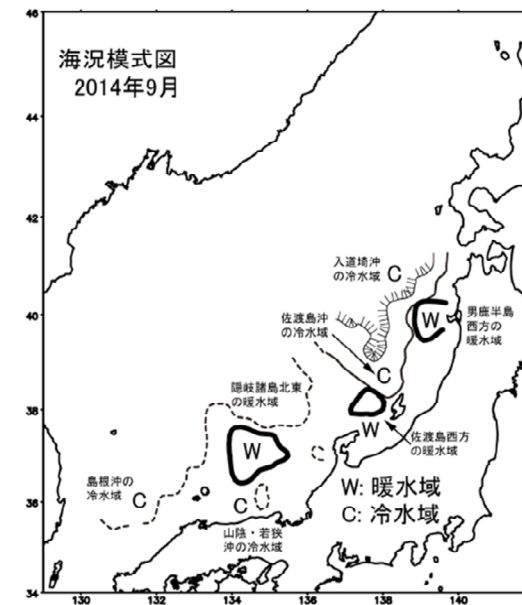 46
海況模式図
2014年9月
44
42
入道埼沖
の冷水域
C
40
佐渡島沖
の冷水域
W
男鹿半島
西方の
暖水域
C
隠岐諸島北東
の暖水域
38
W
佐渡島西方
の暖水域
W
島根沖の
冷水域
C
C
W: 暖水域
C: 冷水域
36
山陰・若狭
沖の冷水域
34
130
132
134
136
138
140